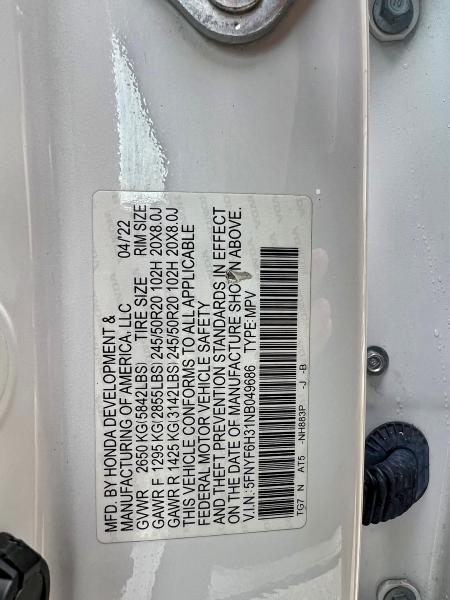 MFD. BY HONDA DEVELOPMENT &
MANUFACTURING OF AMERICA, LLC 04/22
GVWR 2650 KG(5842LBS) TIRE SIZE RIM SIZE
GAWR F 1295 KG(2855LBS) 245/50R20 102H 20X8.0J
GAWR R 1425 KG(3142LBS) 245/50R20 102H 20X8.0J
THIS VEHICLE CONFORMS TO ALL APPLICABLE
FEDERAL MOTOR VEHICLE SAFETY
AND THEFT PREVENTION STANDARDS IN EFFECT
ON THE DATE OF MANUFACTURE SHOWN ABOVE.
V.I.N.: 5FNYF6H31NB049686 TYPE: MPV
TG7 N AT5 -NH883P -J -B